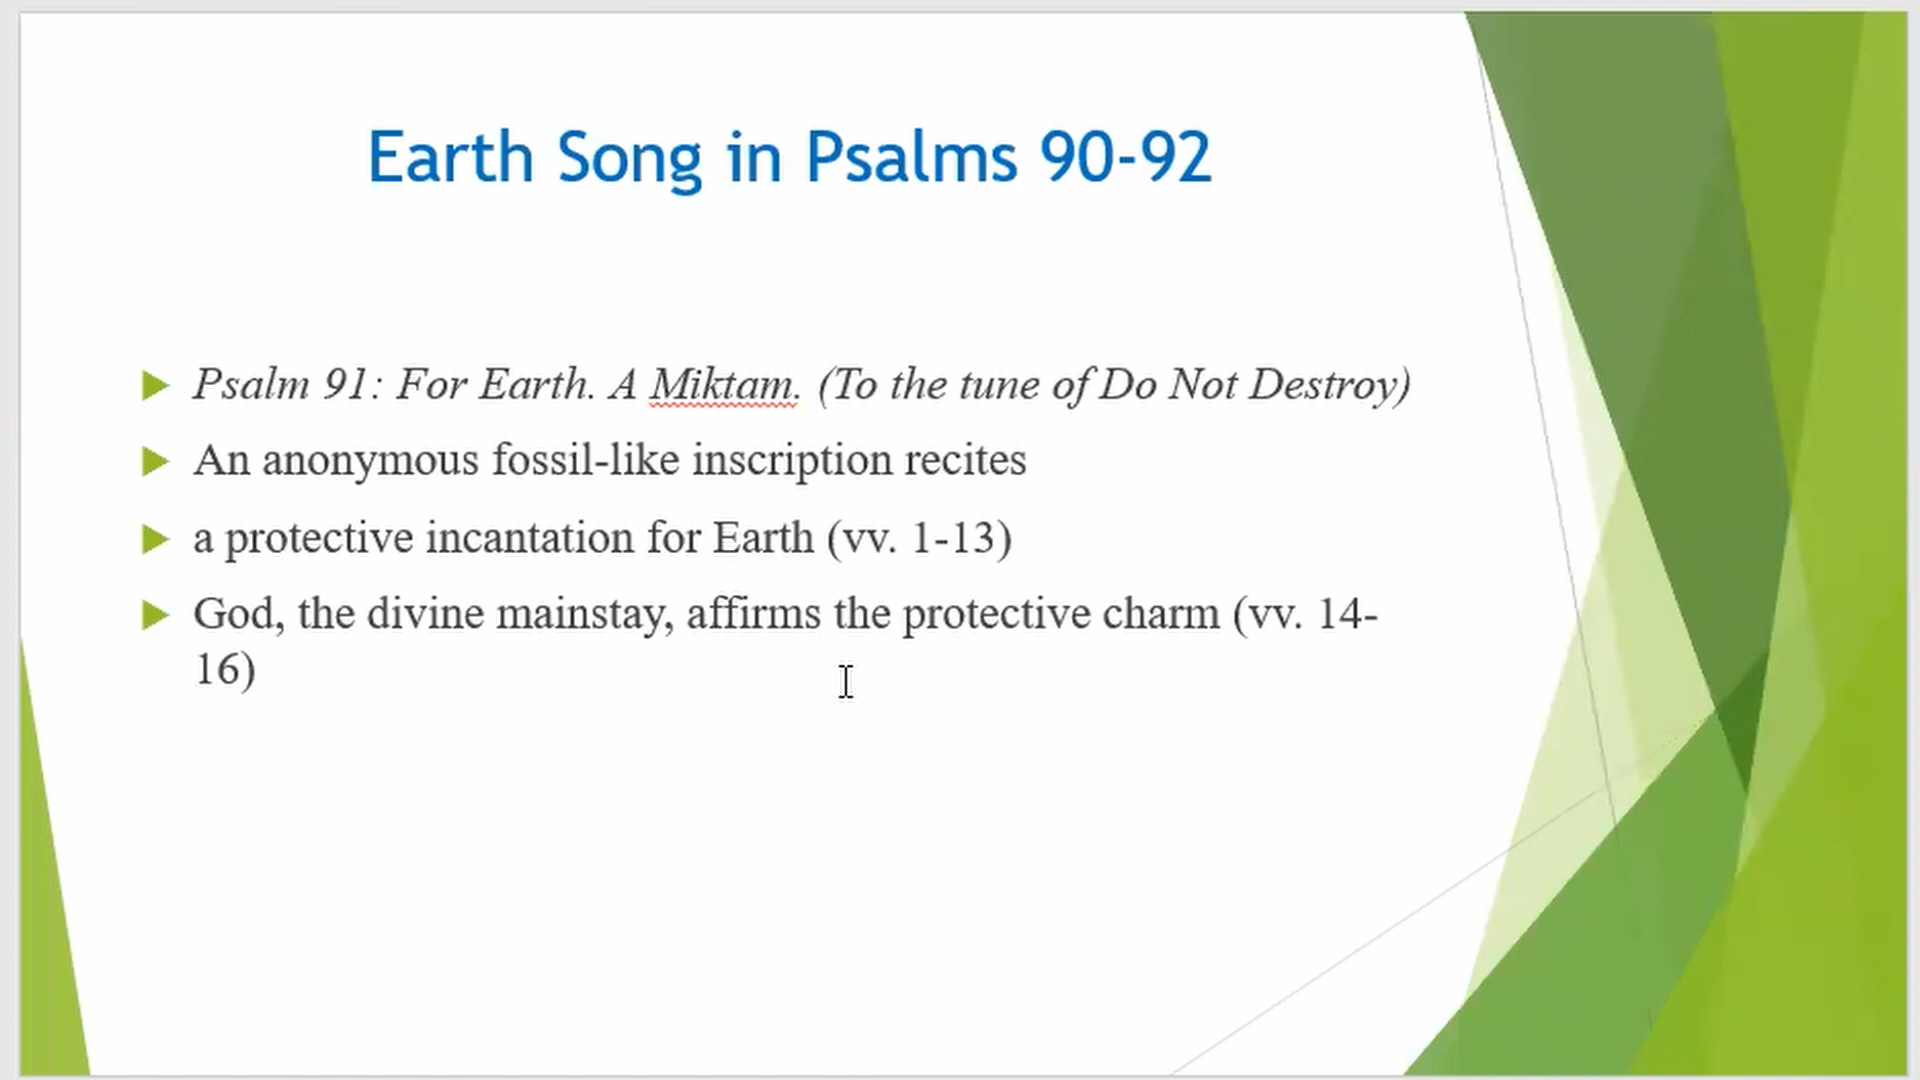 Earth Song in Psalms 90-92
Psalm 91: For Earth. A Miktam. (To the tune of Do Not Destroy)
An anonymous fossil-like inscription recites
a protective incantation for Earth (vv. 1-13)
God, the divine mainstay, affirms the protective charm (vv. 14-
16)